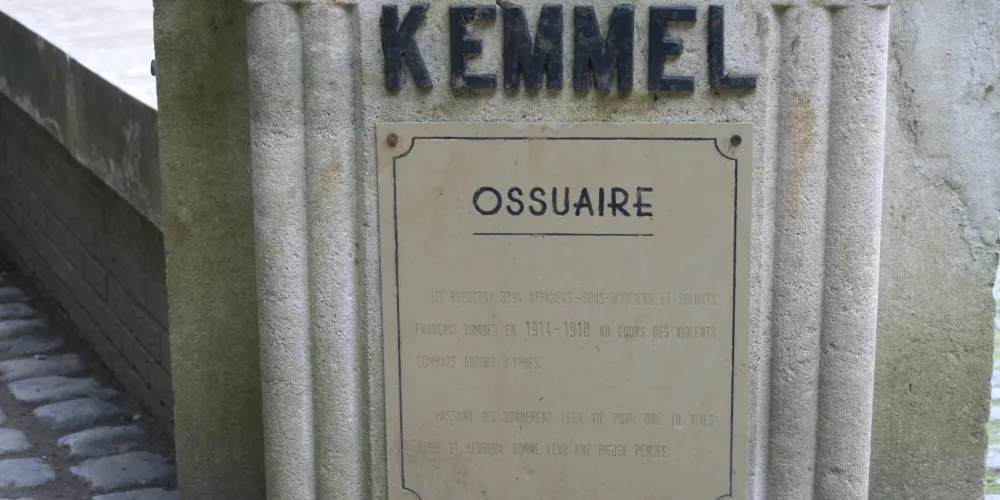 KEMMEL
OSSUAIRE
ICI REPOSENT 5294 OFFICIERS-SOUS-OFFICIERS ET SOLDATS
FRANÇAIS TOMBÉS EN 1914-1918 AU COURS DES VIOLENTS
COMBATS AUTOUR D'YPRES.
PASSANT ILS DONNERENT LEUR VIE POUR QUE TU VIVES
LIBRE ET HEUREUX DONNE LEUR UNE PIEUSE PENSÉE